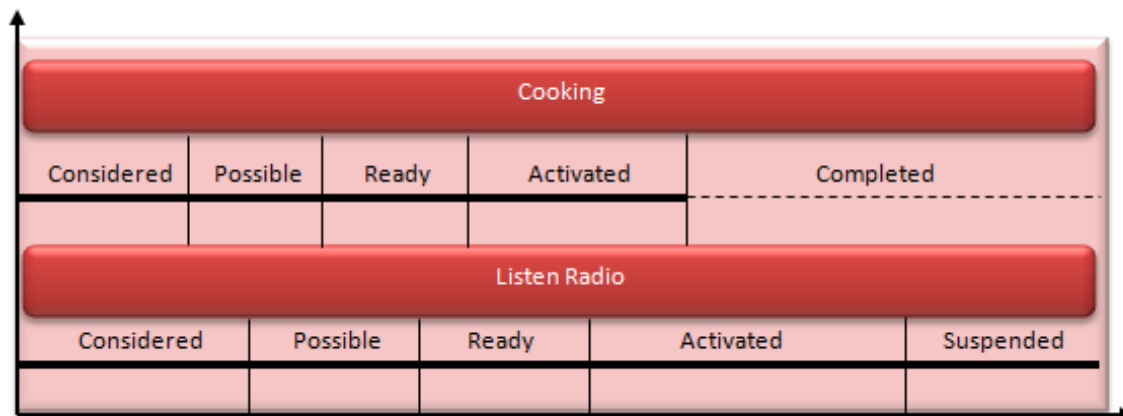 Cooking
Considered Possible Ready Activated Completed
Listen Radio
Considered Possible Ready Activated Suspended